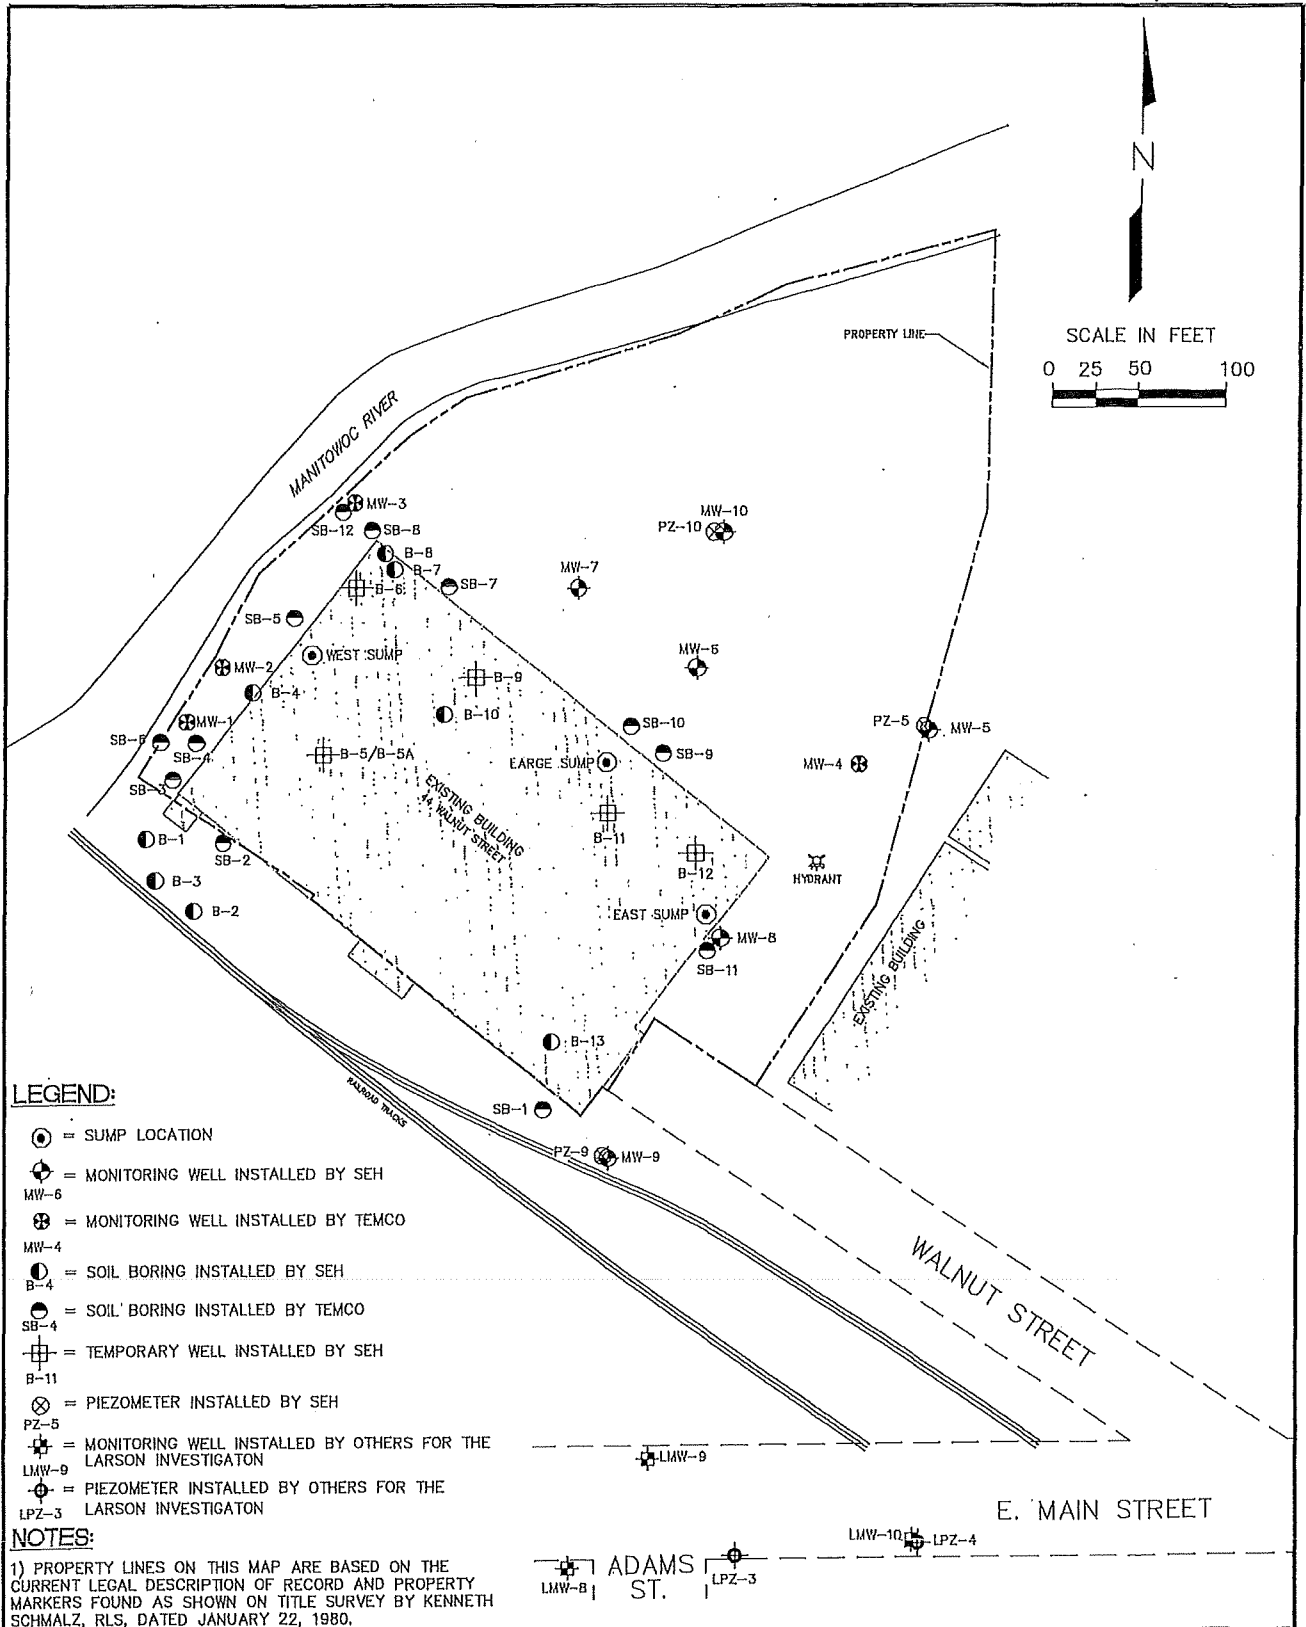 N
SCALE IN FEET
0 25 50 100
PROPERTY LINE
MANITOWOC RIVER
MW-3
SB-12
SB-8
B-8
B-7
B-6
SB-7
MW-10
PZ-10
MW-7
SB-5
WEST SUMP
MW-2
B-4
B-9
MW-6
B-10
MW-1
SB-6
SB-4
SB-3
B-5/B-5A
SB-10
SB-9
LARGE SUMP
PZ-5
MW-5
MW-4
EXISTING BUILDING
44 WALNUT STREET
B-11
B-12
HYDRANT
B-1
SB-2
B-3
B-2
EAST SUMP
MW-8
SB-11
EXISTING BUILDING
B-13
SB-1
RAILROAD TRACKS
PZ-9
MW-9
WALNUT STREET
LMW-9
E. MAIN STREET
LMW-10
LPZ-4
LMW-8
ADAMS
ST.
LPZ-3
LEGEND:
= SUMP LOCATION
= MONITORING WELL INSTALLED BY SEH
MW-6
= MONITORING WELL INSTALLED BY TEMCO
MW-4
= SOIL BORING INSTALLED BY SEH
B-4
= SOIL BORING INSTALLED BY TEMCO
SB-4
= TEMPORARY WELL INSTALLED BY SEH
B-11
= PIEZOMETER INSTALLED BY SEH
PZ-5
= MONITORING WELL INSTALLED BY OTHERS FOR THE
LMW-9 LARSON INVESTIGATON
= PIEZOMETER INSTALLED BY OTHERS FOR THE
LPZ-3 LARSON INVESTIGATON
NOTES:
1) PROPERTY LINES ON THIS MAP ARE BASED ON THE
CURRENT LEGAL DESCRIPTION OF RECORD AND PROPERTY
MARKERS FOUND AS SHOWN ON TITLE SURVEY BY KENNETH
SCHMALZ, RLS, DATED JANUARY 22, 1980.